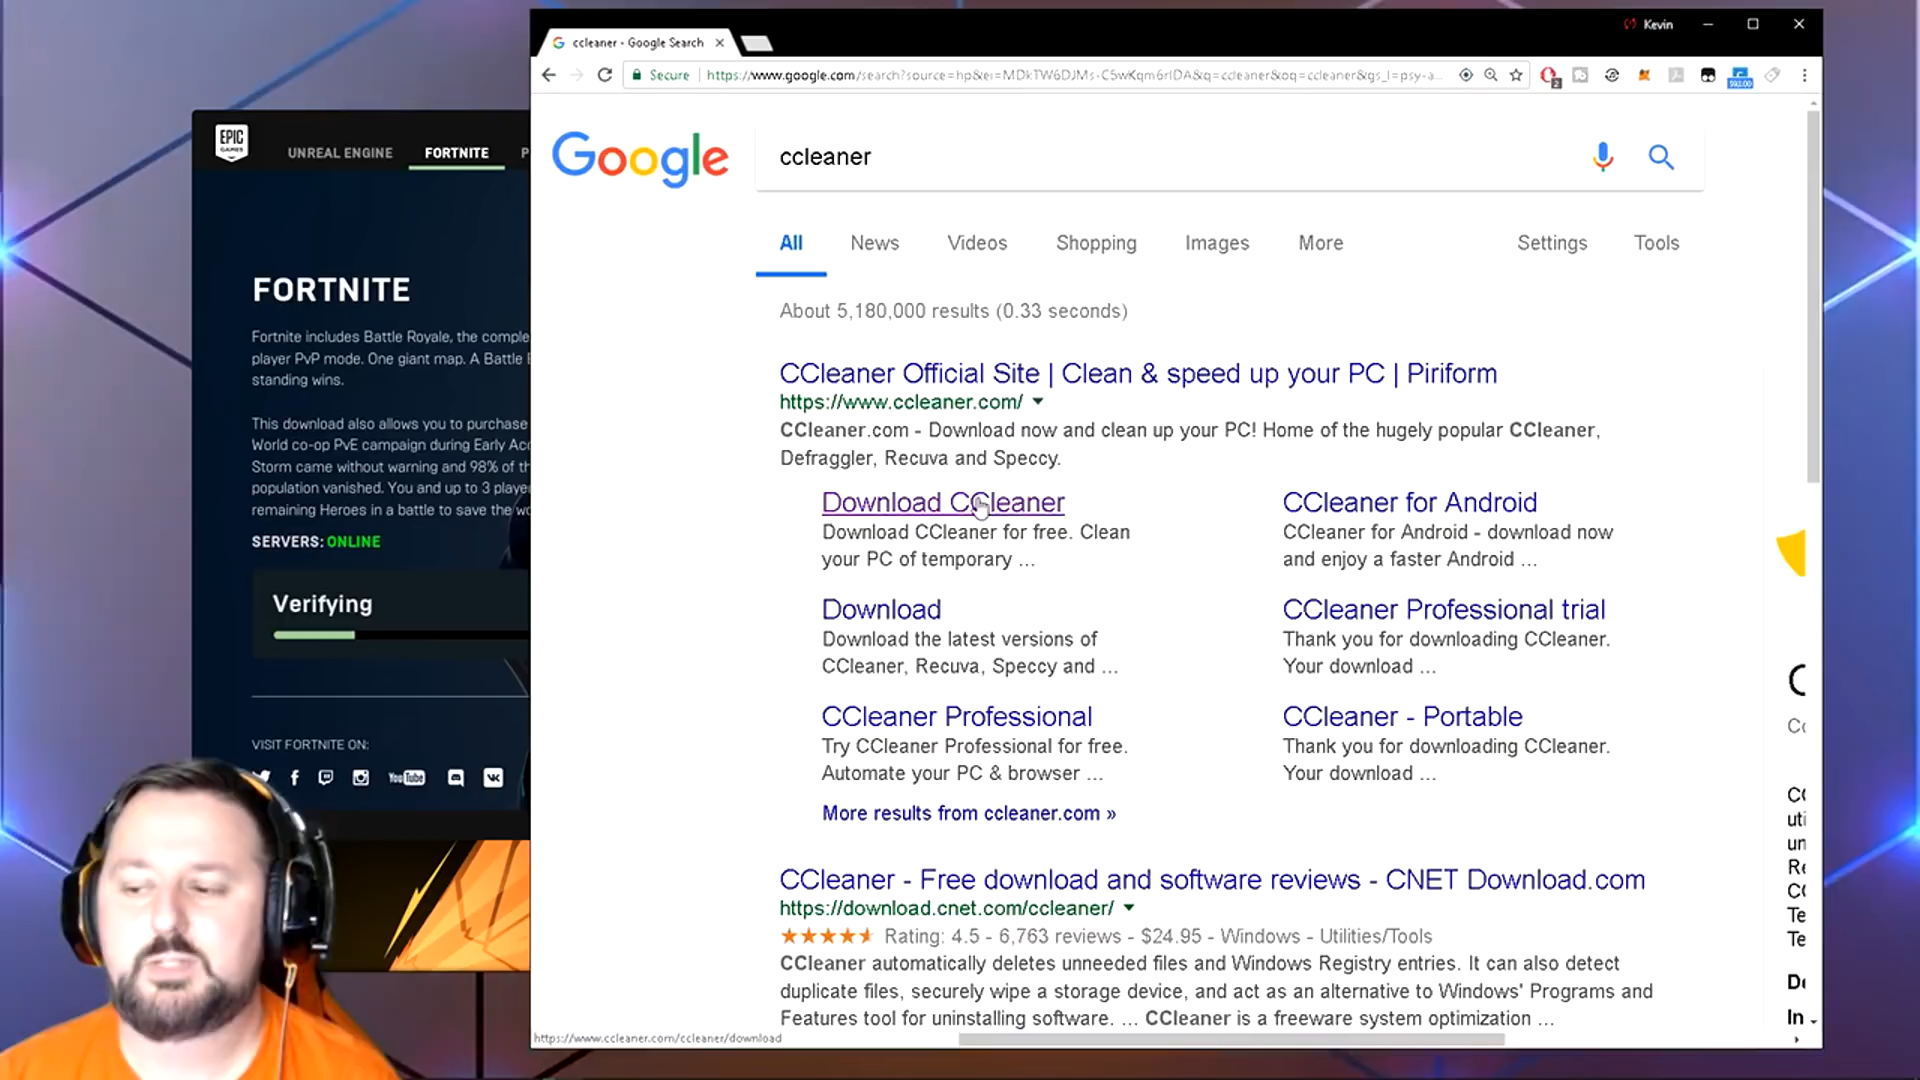 Kevin
ccleaner - Google Search
Secure
https://www.google.com/search?source=hp&ei=MDkTW6DJMs-C5wKqm6rIDA&q=ccleaner&oq=ccleaner&gs_l=psy-a...
EPIC GAMES
UNREAL ENGINE
FORTNITE
P
FORTNITE
Fortnite includes Battle Royale, the comple
player PvP mode. One giant map. A Battle
standing wins.
This download also allows you to purchase
World co-op PvE campaign during Early Acc
Storm came without warning and 98% of th
population vanished. You and up to 3 playe
remaining Heroes in a battle to save the wo
SERVERS: ONLINE
Verifying
VISIT FORTNITE ON:
YouTube
Google
ccleaner
All
News
Videos
Shopping
Images
More
Settings
Tools
About 5,180,000 results (0.33 seconds)
CCleaner Official Site | Clean & speed up your PC | Piriform
https://www.ccleaner.com/
CCleaner.com - Download now and clean up your PC! Home of the hugely popular CCleaner,
Defraggler, Recuva and Speccy.
Download CCleaner
Download CCleaner for free. Clean
your PC of temporary ...
CCleaner for Android
CCleaner for Android - download now
and enjoy a faster Android ...
Download
Download the latest versions of
CCleaner, Recuva, Speccy and ...
CCleaner Professional trial
Thank you for downloading CCleaner.
Your download ...
CCleaner Professional
Try CCleaner Professional for free.
Automate your PC & browser ...
CCleaner - Portable
Thank you for downloading CCleaner.
Your download ...
More results from ccleaner.com »
CCleaner - Free download and software reviews - CNET Download.com
https://download.cnet.com/ccleaner/
Rating: 4.5 - 6,763 reviews - $24.95 - Windows - Utilities/Tools
CCleaner automatically deletes unneeded files and Windows Registry entries. It can also detect
duplicate files, securely wipe a storage device, and act as an alternative to Windows' Programs and
Features tool for uninstalling software. ... CCleaner is a freeware system optimization ...
https://www.ccleaner.com/ccleaner/download